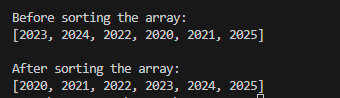 Before sorting the array:
[2023, 2024, 2022, 2020, 2021, 2025]
After sorting the array:
[2020, 2021, 2022, 2023, 2024, 2025]